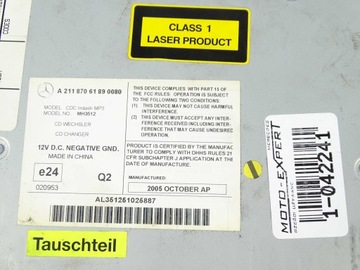 CLASS 1
LASER PRODUCT
A 211 870 61 89 0080
MODEL: CDC Indash MP3
MODEL NO: MH3512
CD WECHSLER
CD CHANGER
12V D.C. NEGATIVE GND.
MADE IN CHINA
e24
Q2
020953
THIS DEVICE COMPLIES WITH PART 15 OF
THE FCC RULES. OPERATION IS SUBJECT TO THE
FOLLOWING TWO CONDITIONS:
(1) THIS DEVICE MAY NOT CAUSE HARMFUL
INTERFERENCE.
(2) THIS DEVICE MUST ACCEPT ANY INTER-
FERENCE RECEIVED, INCLUDING INTER-
FERENCE THAT MAY CAUSE UNDESIRED
OPERATION.
PRODUCT IS CERTIFIED BY THE MANUFAC-
TURER TO COMPLY WITH DHHS RULES 21
CFR SUBCHAPTER J APPLICABLE AT THE
DATE OF
MANUFACTURED:
2005 OCTOBER AP
AL351251025887
Tauschteil
MOTO-EXPERT
1-042241